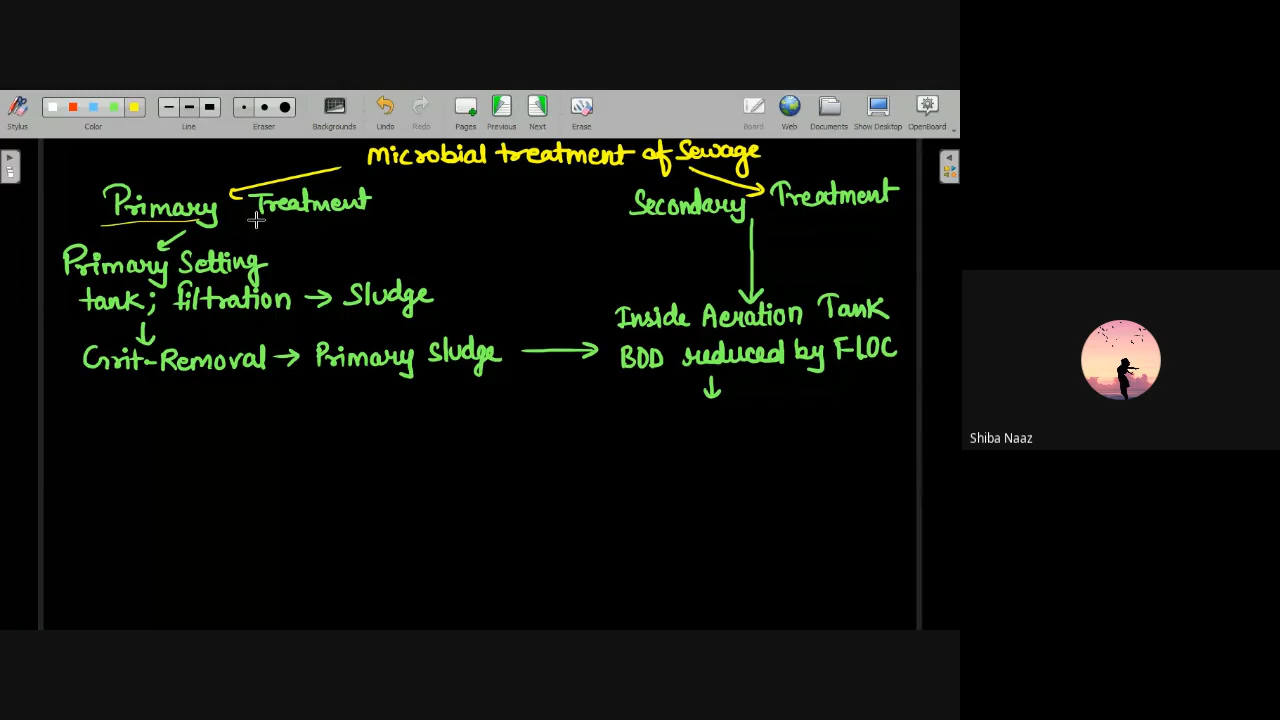 Stylus
Color
Line
Eraser
Backgrounds
Undo
Redo
Pages
Previous
Next
Erase
Board
Web
Documents
Show Desktop
OpenBoard
Microbial treatment of Sewage
Primary Treatment
Secondary Treatment
Primary Setting
tank; filtration → Sludge
↓
Grit-Removal → Primary Sludge →
Inside Aeration Tank
BOD reduced by FLOC
↓
Shiba Naaz